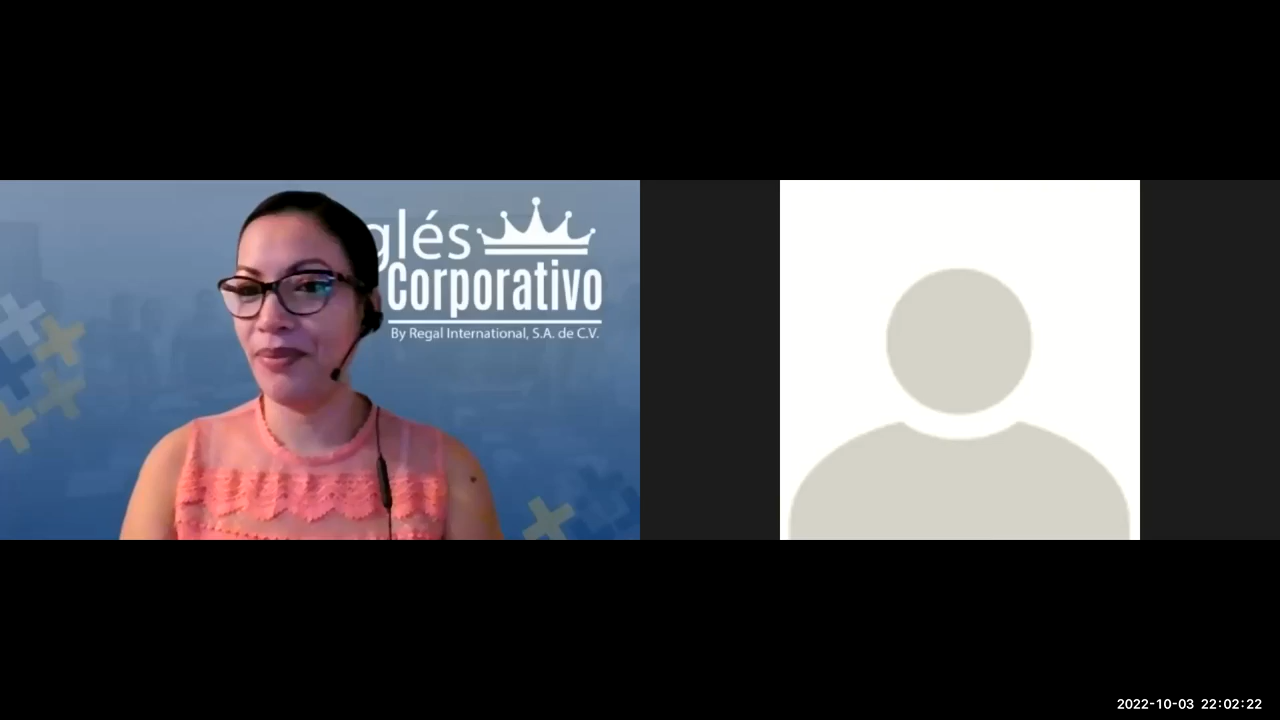 glés
Corporativo
By Regal International, S.A. de C.V.
2022-10-03 22:02:22